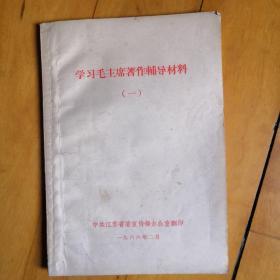 学习毛主席著作辅导材料
（一）
中共江苏省委宣传部办公室翻印
一九六六年二月